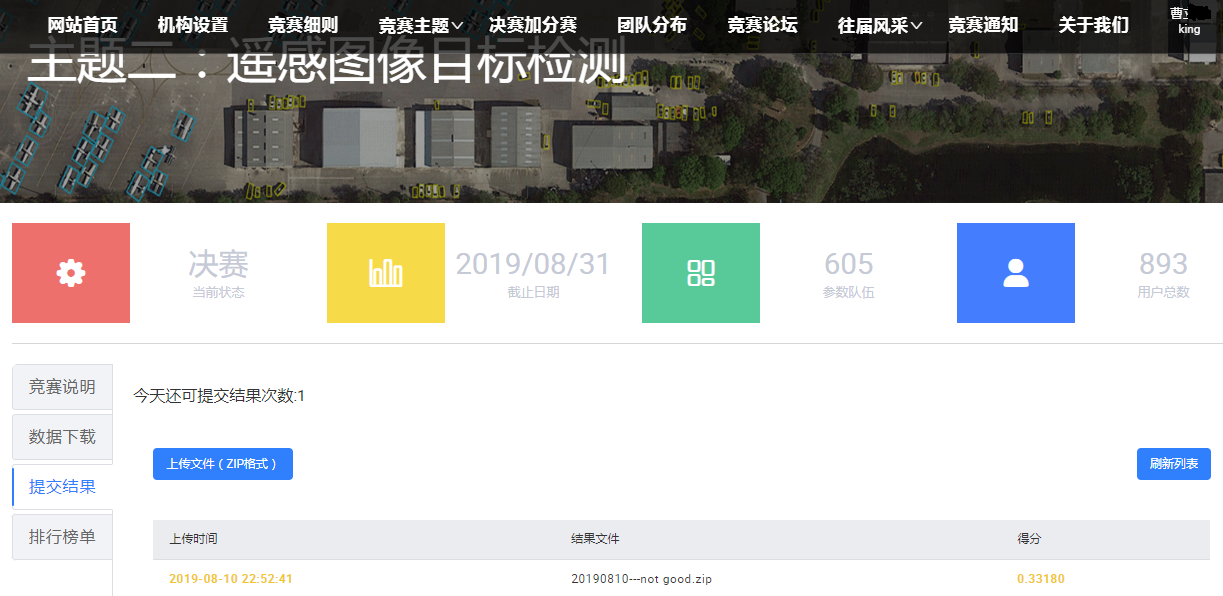 网站首页 机构设置 竞赛细则 竞赛主题 决赛加分赛 团队分布 竞赛论坛 往届风采 竞赛通知 关于我们
曹立
king
主题二：遥感图像目标检测
决赛
当前状态
2019/08/31
截止日期
605
参数队伍
893
用户总数
竞赛说明
数据下载
提交结果
排行榜单
今天还可提交结果次数:1
上传文件（ZIP格式）
刷新列表
上传时间 结果文件 得分
2019-08-10 22:52:41 20190810---not good.zip 0.33180